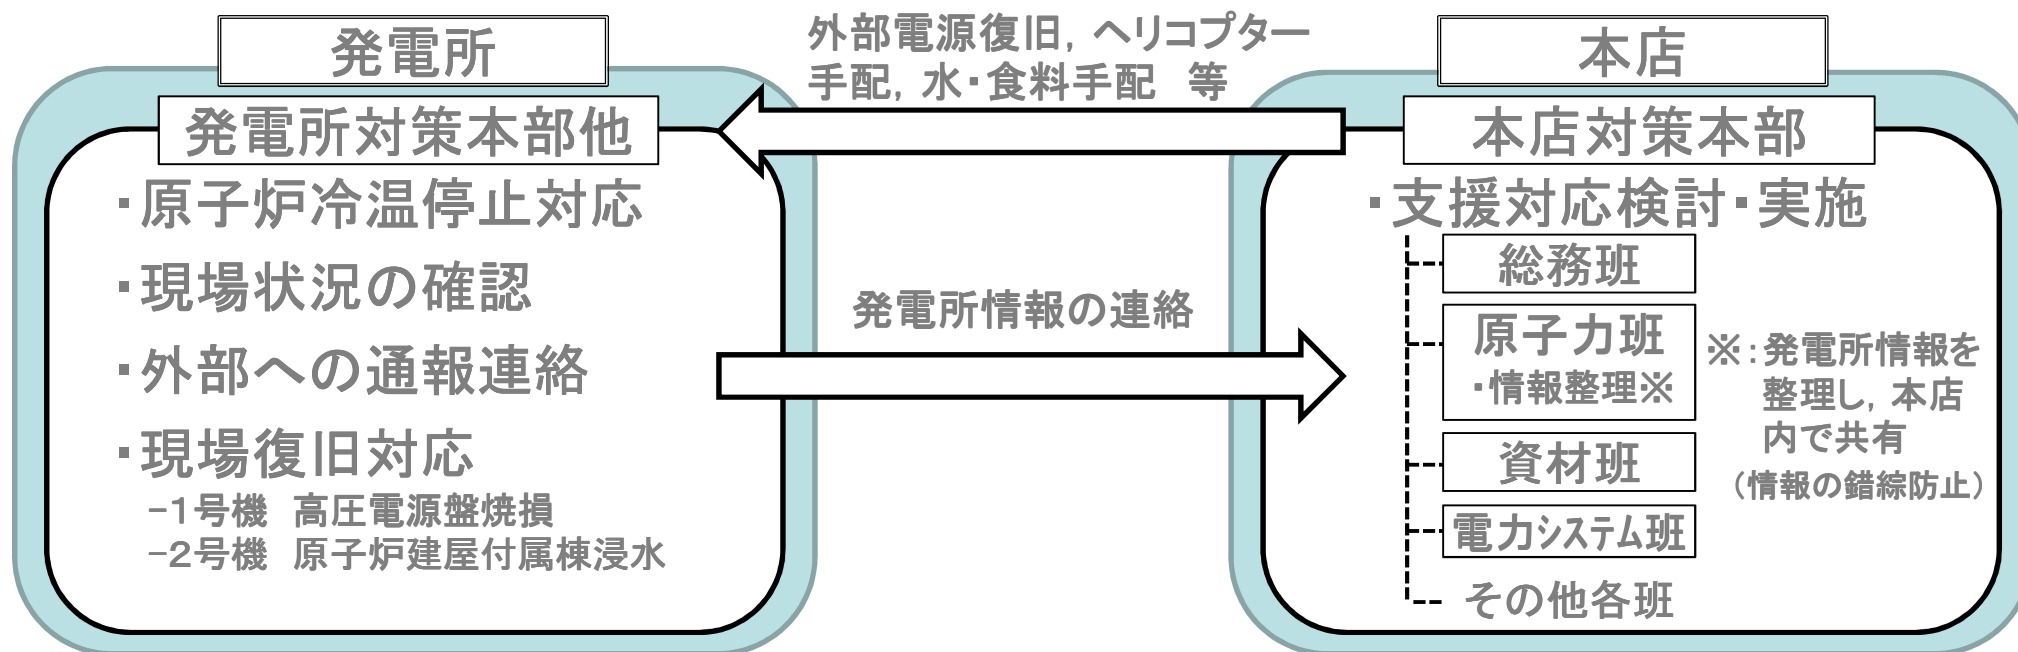 発電所
発電所対策本部他
・原子炉冷温停止対応
・現場状況の確認
・外部への通報連絡
・現場復旧対応
−1号機　高圧電源盤焼損
−2号機　原子炉建屋付属棟浸水
外部電源復旧，ヘリコプター
手配，水・食料手配　等
発電所情報の連絡
本店
本店対策本部
・支援対応検討・実施
総務班
原子力班
・情報整理※
資材班
電力システム班
その他各班
※：発電所情報を
整理し，本店
内で共有
（情報の錯綜防止）